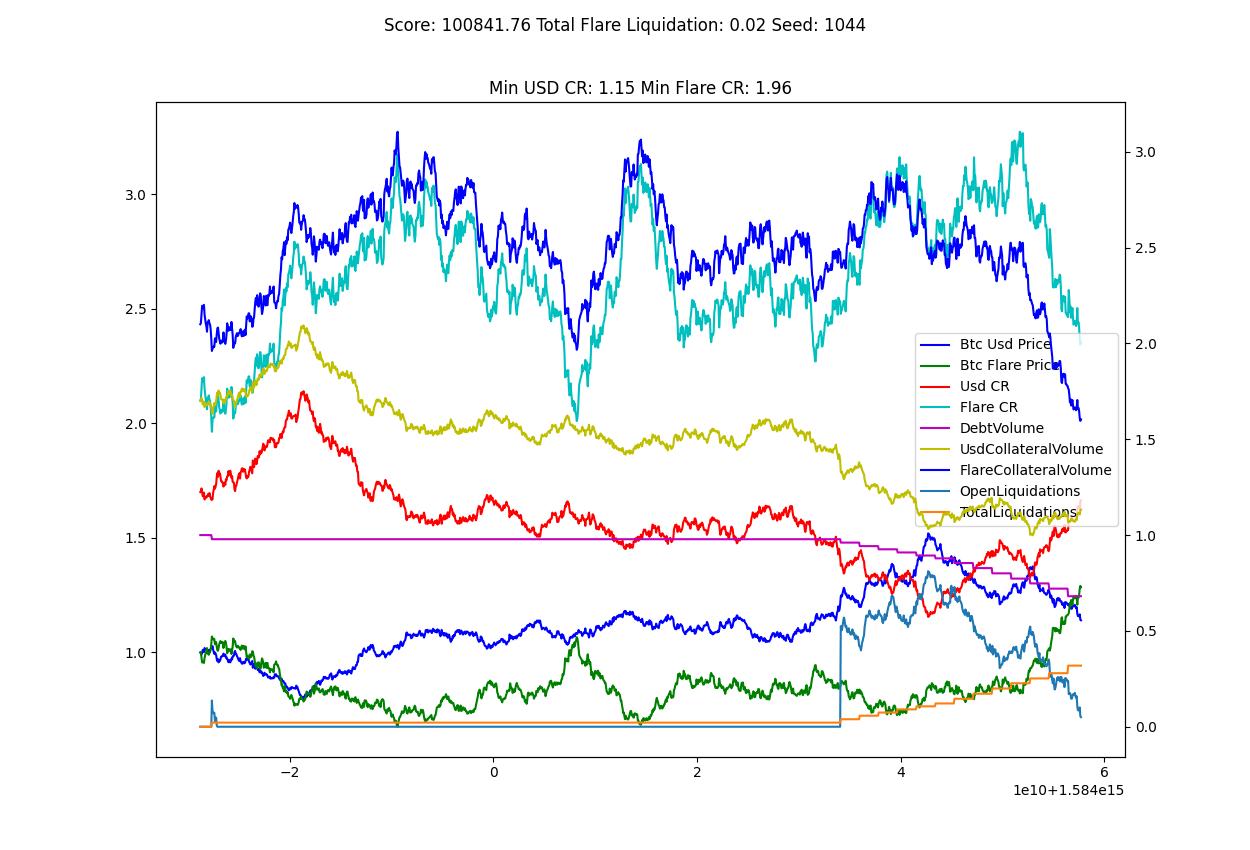 Score: 100841.76 Total Flare Liquidation: 0.02 Seed: 1044
Min USD CR: 1.15 Min Flare CR: 1.96
3.0
2.5
2.0
1.5
1.0
3.0
2.5
2.0
1.5
1.0
0.5
0.0
Btc Usd Price
Btc Flare Price
Usd CR
Flare CR
DebtVolume
UsdCollateralVolume
FlareCollateralVolume
OpenLiquidations
TotalLiquidations
−2 0 2 4 6
1e10+1.584e15